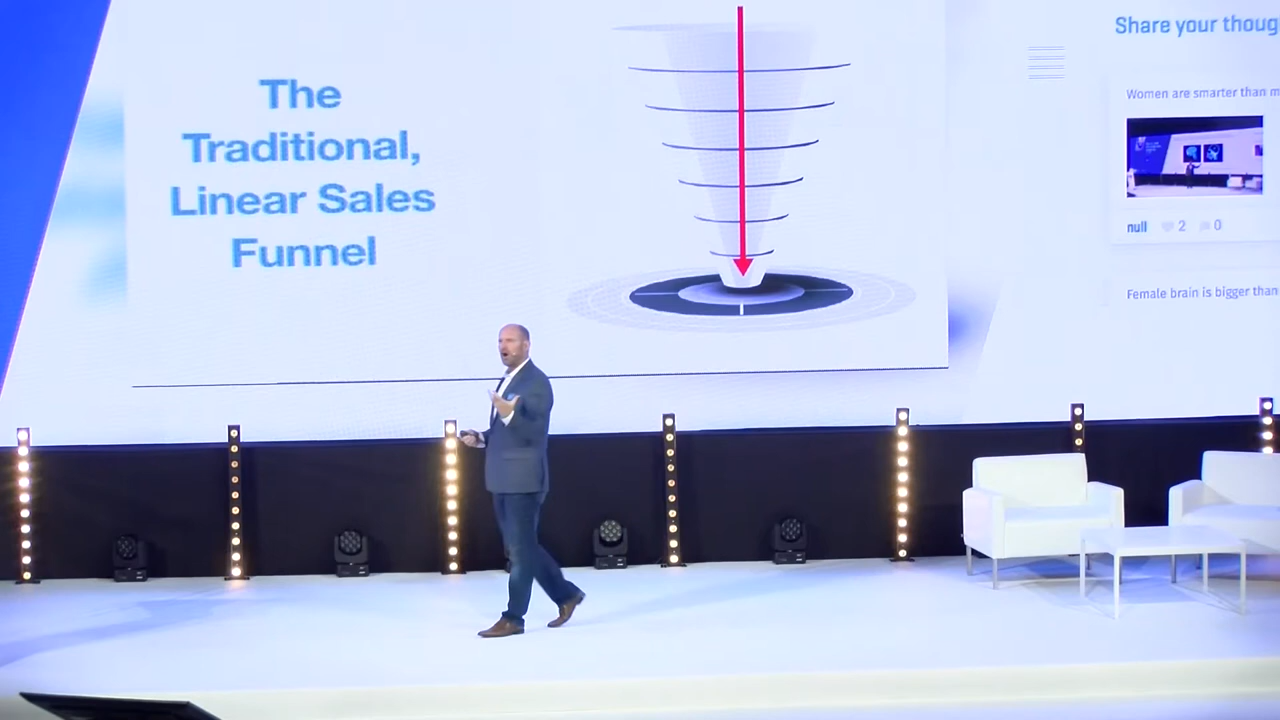 The
Traditional,
Linear Sales
Funnel
Share your thoug
Women are smarter than m
null 2 0
Female brain is bigger than